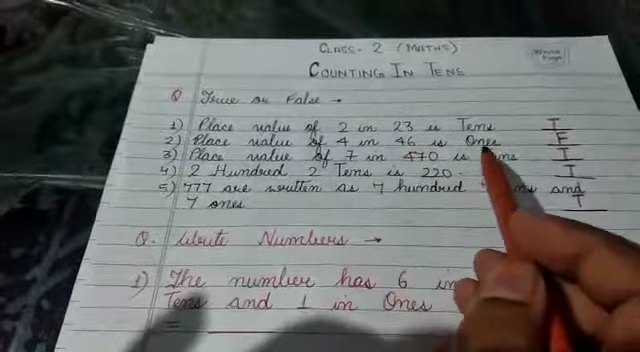 CLASS-2 (MATHS)
COUNTING IN TENS
Q True or False →
1) Place value of 2 in 23 is Tens T
2) Place value of 4 in 46 is Ones F
3) Place value of 7 in 470 is T
4) 2 Hundred 2 Tens is 220. T
5) 777 are written as 7 hundred and
7 ones T
Q. Write Numbers →
1) The number has 6 in
Tens and 1 in Ones
=